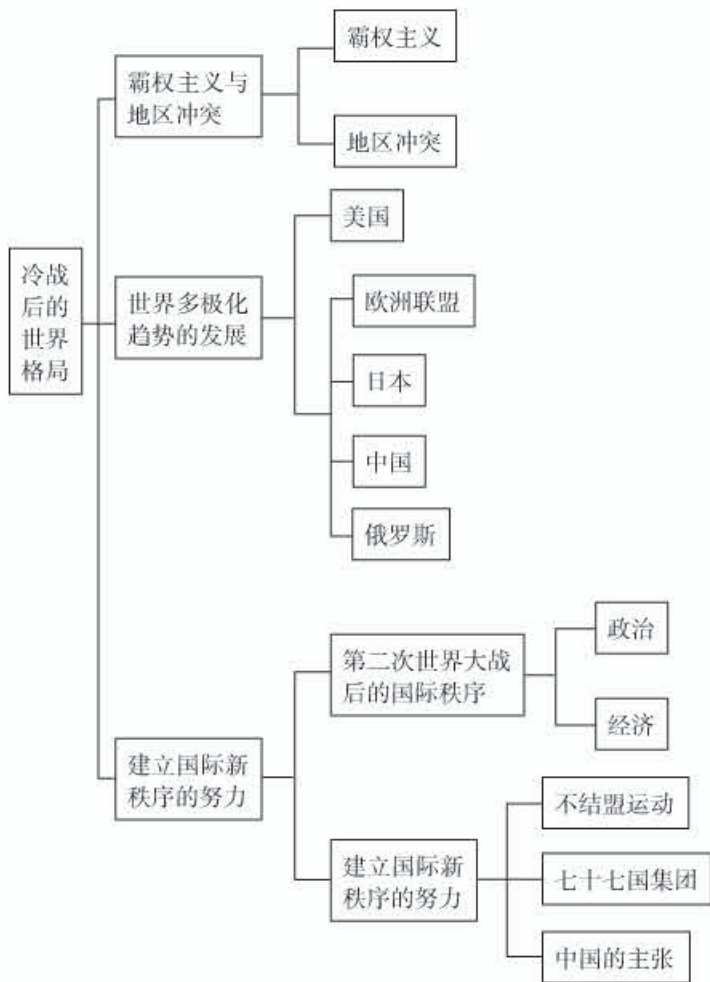 冷战
后的
世界
格局
霸权主义与
地区冲突
霸权主义
地区冲突
世界多极化
趋势的发展
美国
欧洲联盟
日本
中国
俄罗斯
建立国际新
秩序的努力
第二次世界大战
后的国际秩序
政治
经济
建立国际新
秩序的努力
不结盟运动
七十七国集团
中国的主张